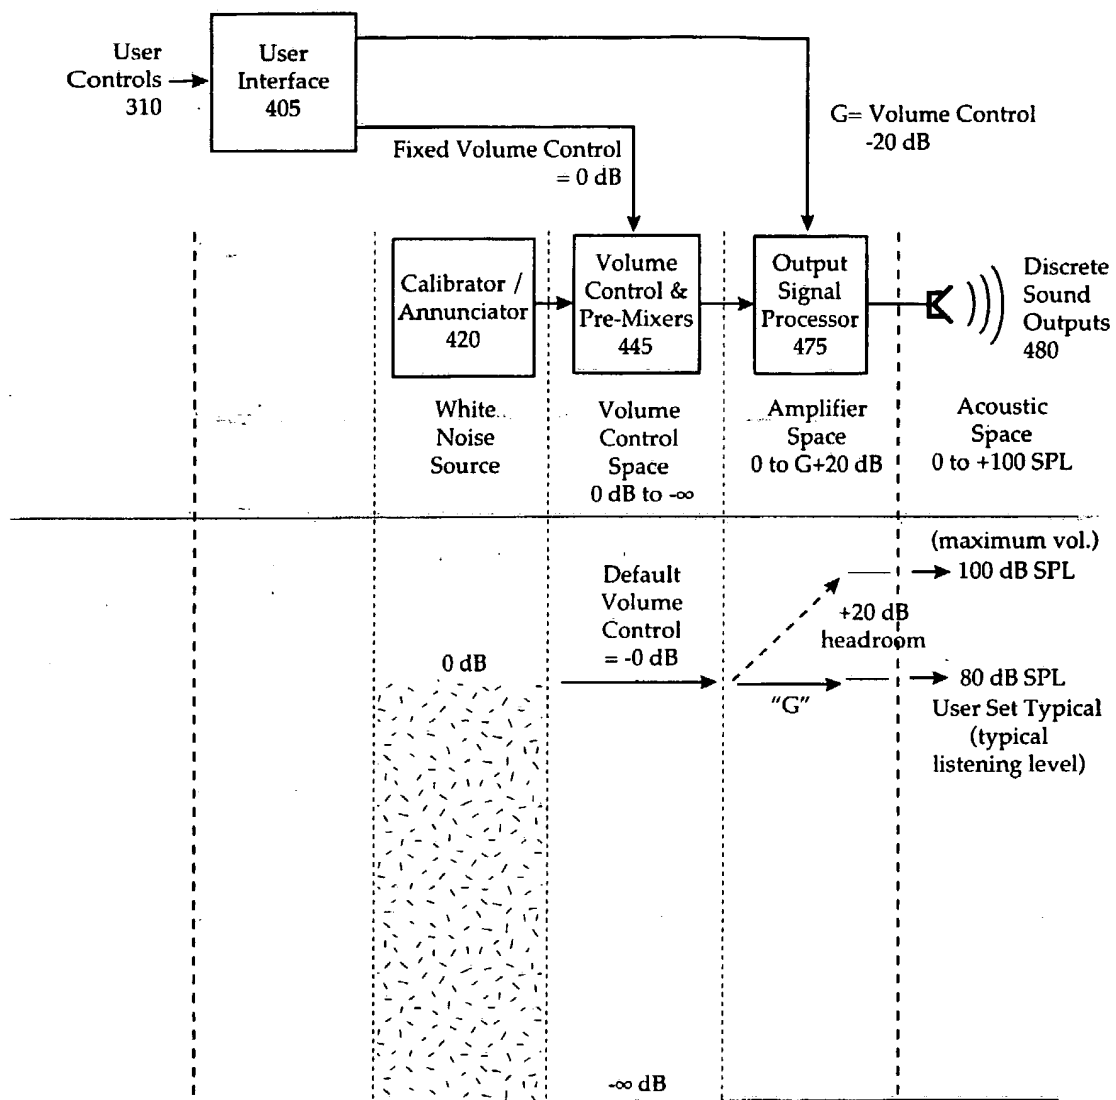 User
Controls
310
User
Interface
405
Fixed Volume Control
= 0 dB
G= Volume Control
-20 dB
Calibrator /
Annunciator
420
Volume
Control &
Pre-Mixers
445
Output
Signal
Processor
475
Discrete
Sound
Outputs
480
White
Noise
Source
Volume
Control
Space
0 dB to -∞
Amplifier
Space
0 to G+20 dB
Acoustic
Space
0 to +100 SPL
(maximum vol.)
100 dB SPL
Default
Volume
Control
= -0 dB
+20 dB
headroom
0 dB
"G"
80 dB SPL
User Set Typical
(typical
listening level)
-∞ dB